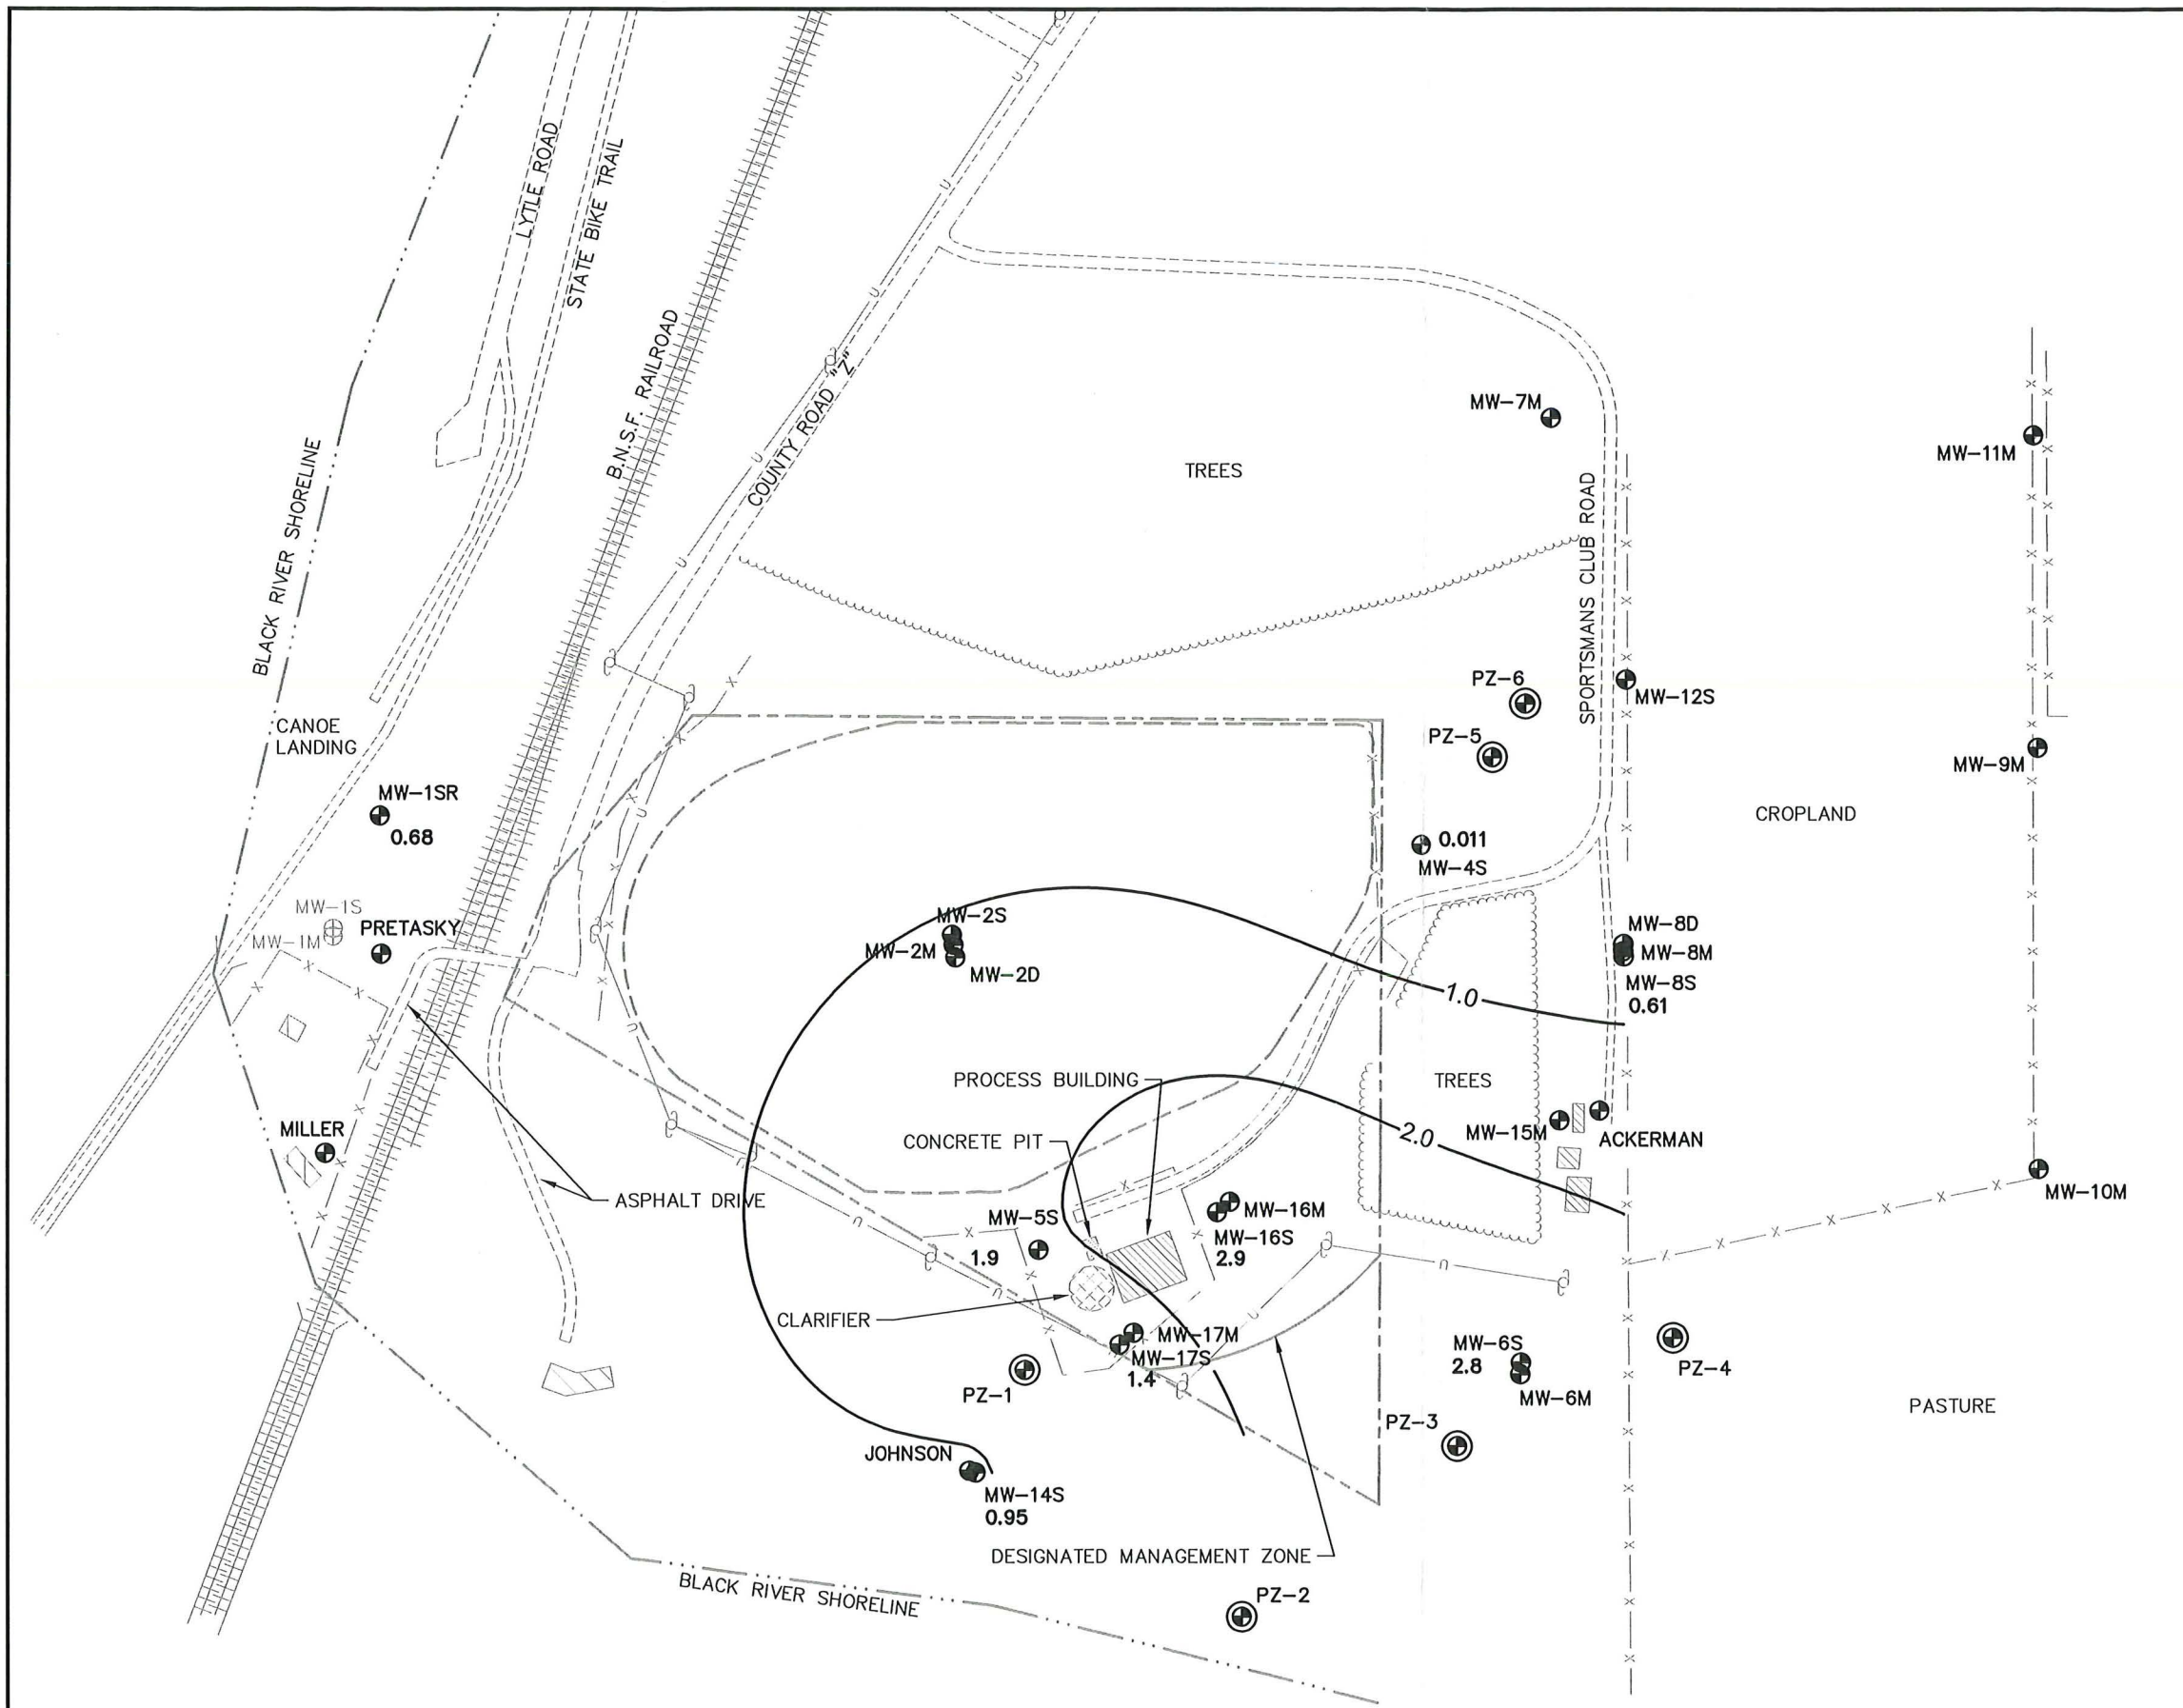 LYTLE ROAD
STATE BIKE TRAIL
B.N.S.F. RAILROAD
COUNTY ROAD "Z"
BLACK RIVER SHORELINE
MW-7M
TREES
SPORTSMANS CLUB ROAD
MW-11M
PZ-6
MW-12S
PZ-5
MW-9M
CANOE
LANDING
MW-1SR
0.68
0.011
MW-4S
CROPLAND
MW-1S
MW-1M
PRETASKY
MW-2S
MW-2M
MW-2D
MW-8D
MW-8M
MW-8S
0.61
1.0
PROCESS BUILDING
TREES
CONCRETE PIT
2.0
MW-15M
ACKERMAN
MILLER
ASPHALT DRIVE
MW-10M
MW-5S
1.9
MW-16M
MW-16S
2.9
CLARIFIER
MW-17M
MW-17S
1.4
MW-6S
2.8
MW-6M
PZ-4
PZ-1
PASTURE
PZ-3
JOHNSON
MW-14S
0.95
DESIGNATED MANAGEMENT ZONE
BLACK RIVER SHORELINE
PZ-2